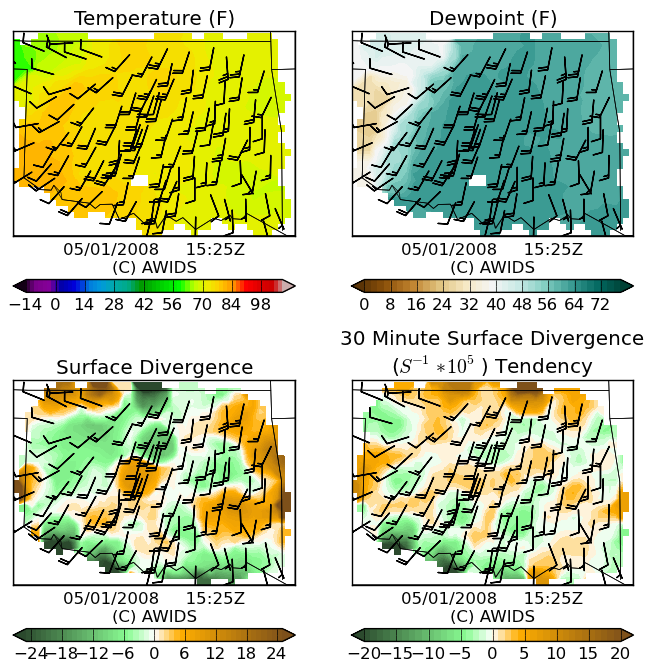 Temperature (F)
05/01/2008 15:25Z
(C) AWIDS
−14 0 14 28 42 56 70 84 98
Dewpoint (F)
05/01/2008 15:25Z
(C) AWIDS
0 8 16 24 32 40 48 56 64 72
Surface Divergence
05/01/2008 15:25Z
(C) AWIDS
−24 −18 −12 −6 0 6 12 18 24
30 Minute Surface Divergence
(S⁻¹ *10⁵ ) Tendency
05/01/2008 15:25Z
(C) AWIDS
−20 −15 −10 −5 0 5 10 15 20